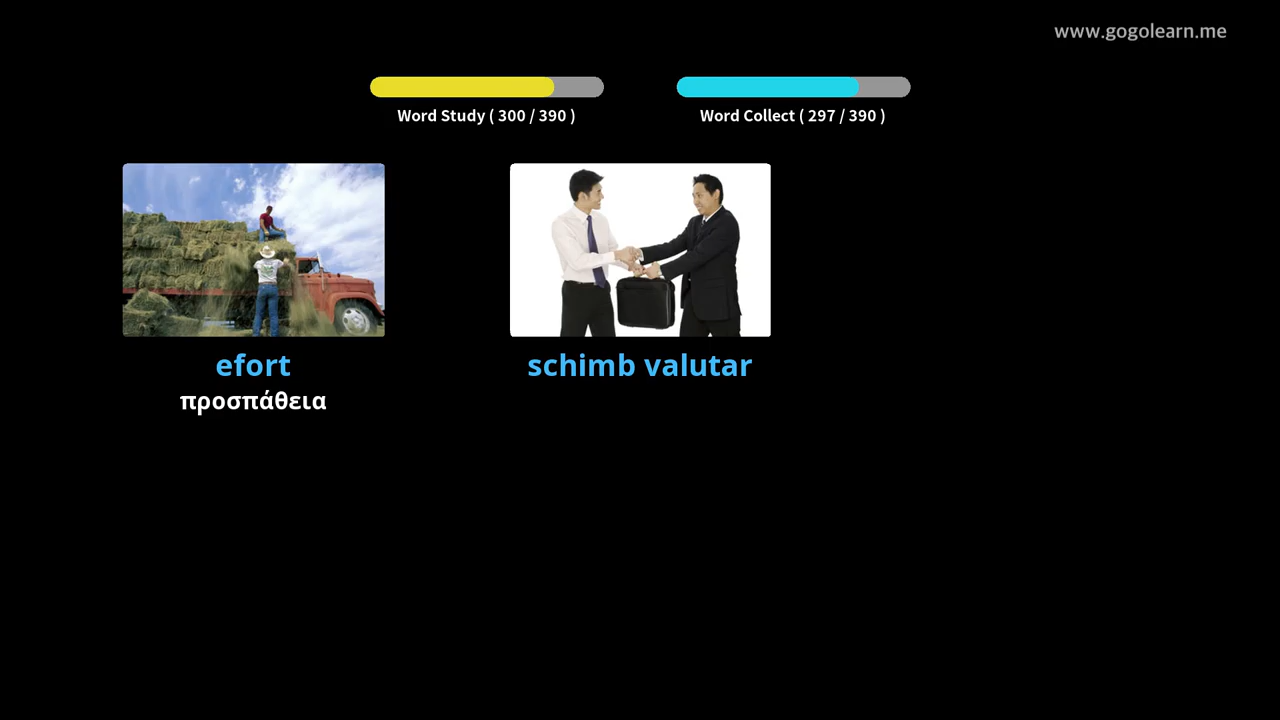 www.gogolearn.me
Word Study ( 300 / 390 )
Word Collect ( 297 / 390 )
efort
schimb valutar
προσπάθεια